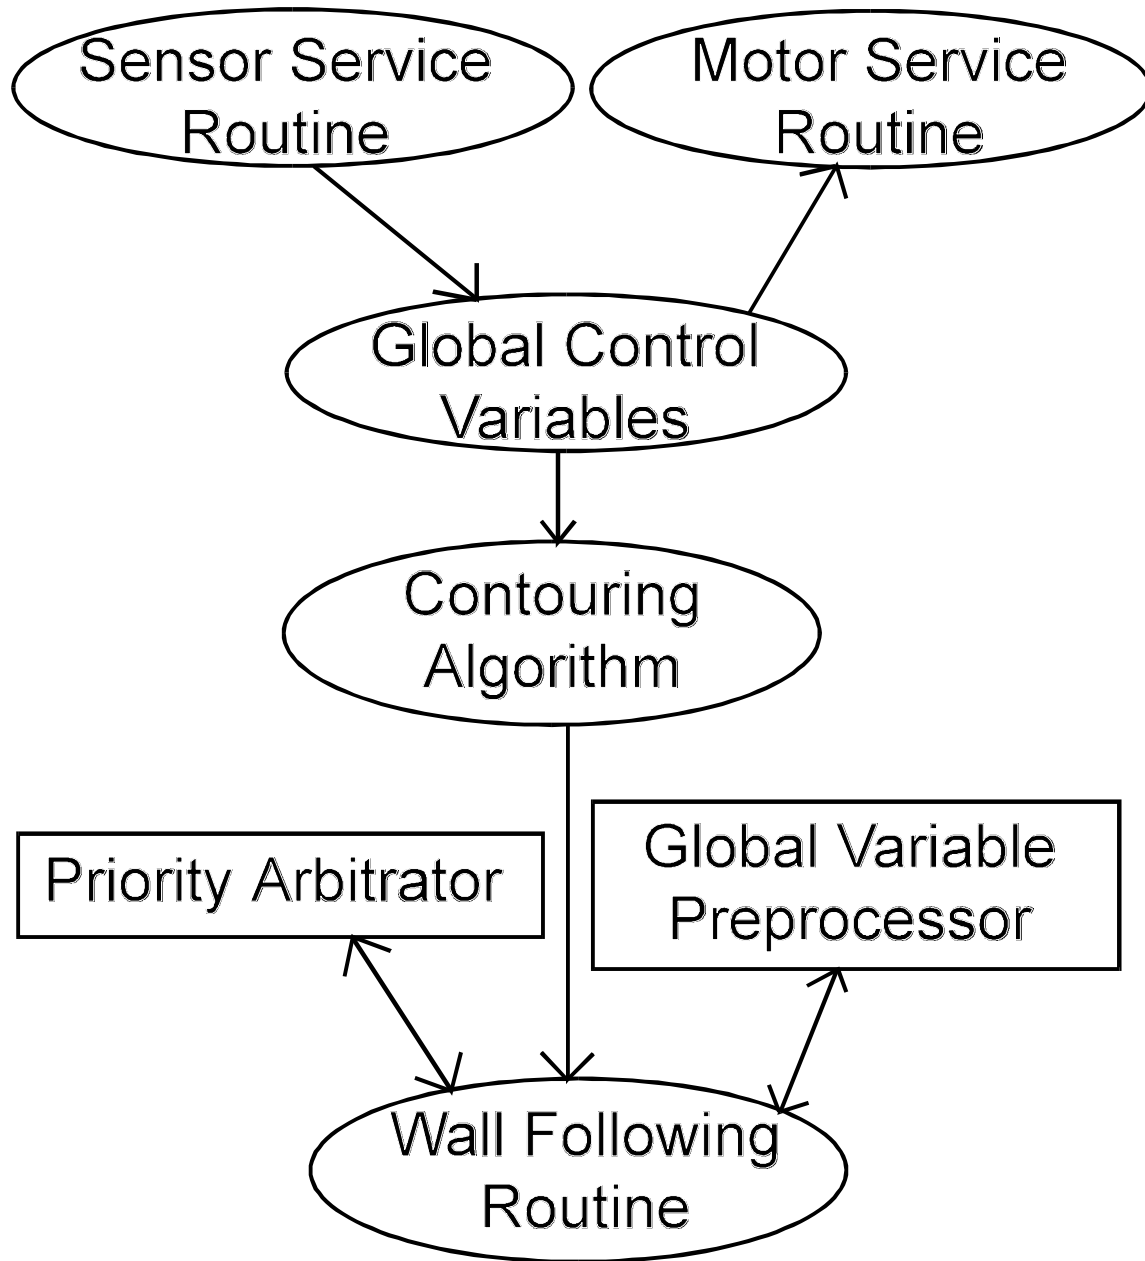 Sensor Service
Routine
Motor Service
Routine
Global Control
Variables
Contouring
Algorithm
Priority Arbitrator
Global Variable
Preprocessor
Wall Following
Routine